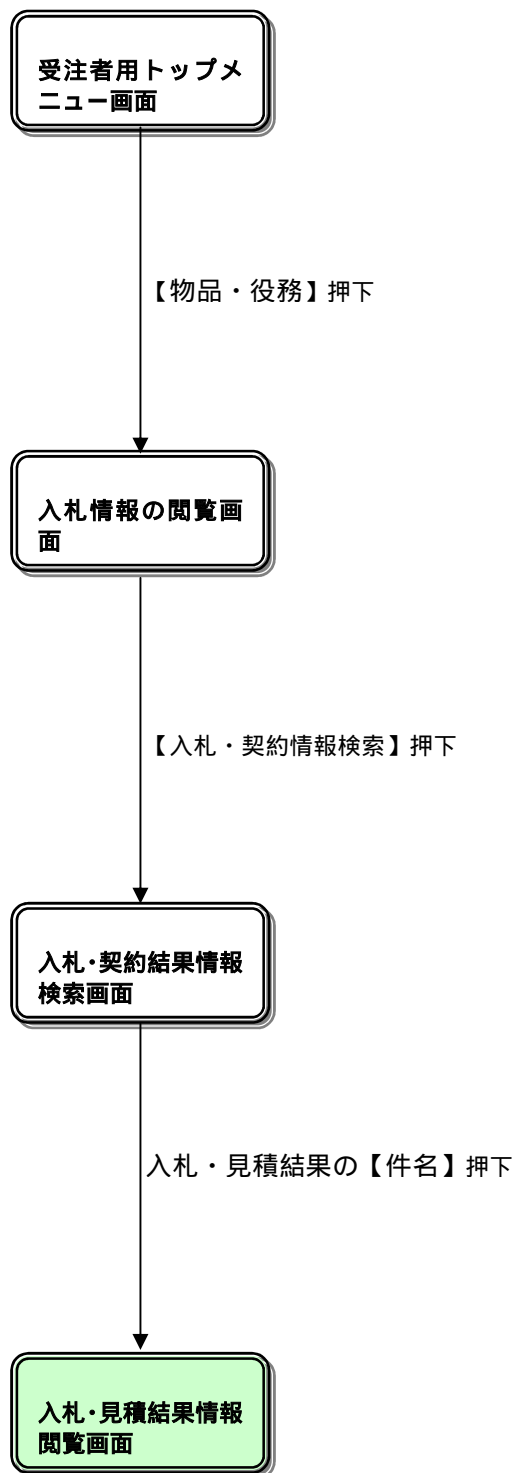 受注者用トップメ
ニュー画面
【物品・役務】押下
入札情報の閲覧画
面
【入札・契約情報検索】押下
入札・契約結果情報
検索画面
入札・見積結果の【件名】押下
入札・見積結果情報
閲覧画面